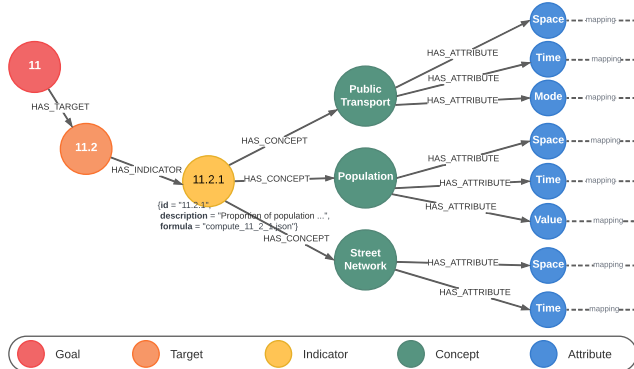 Space
mapping
HAS_ATTRIBUTE
11
Time
mapping
HAS_ATTRIBUTE
Public
Transport
Mode
mapping
HAS_ATTRIBUTE
HAS_TARGET
11.2
HAS_CONCEPT
Space
mapping
HAS_ATTRIBUTE
HAS_INDICATOR
11.2.1
HAS_CONCEPT
Population
Time
mapping
HAS_ATTRIBUTE
{id = "11.2.1",
description = "Proportion of population ...",
formula = "compute_11_2_1.json"}
HAS_ATTRIBUTE
Value
mapping
HAS_CONCEPT
Street
Network
HAS_ATTRIBUTE
Space
mapping
HAS_ATTRIBUTE
Time
mapping
Goal
Target
Indicator
Concept
Attribute